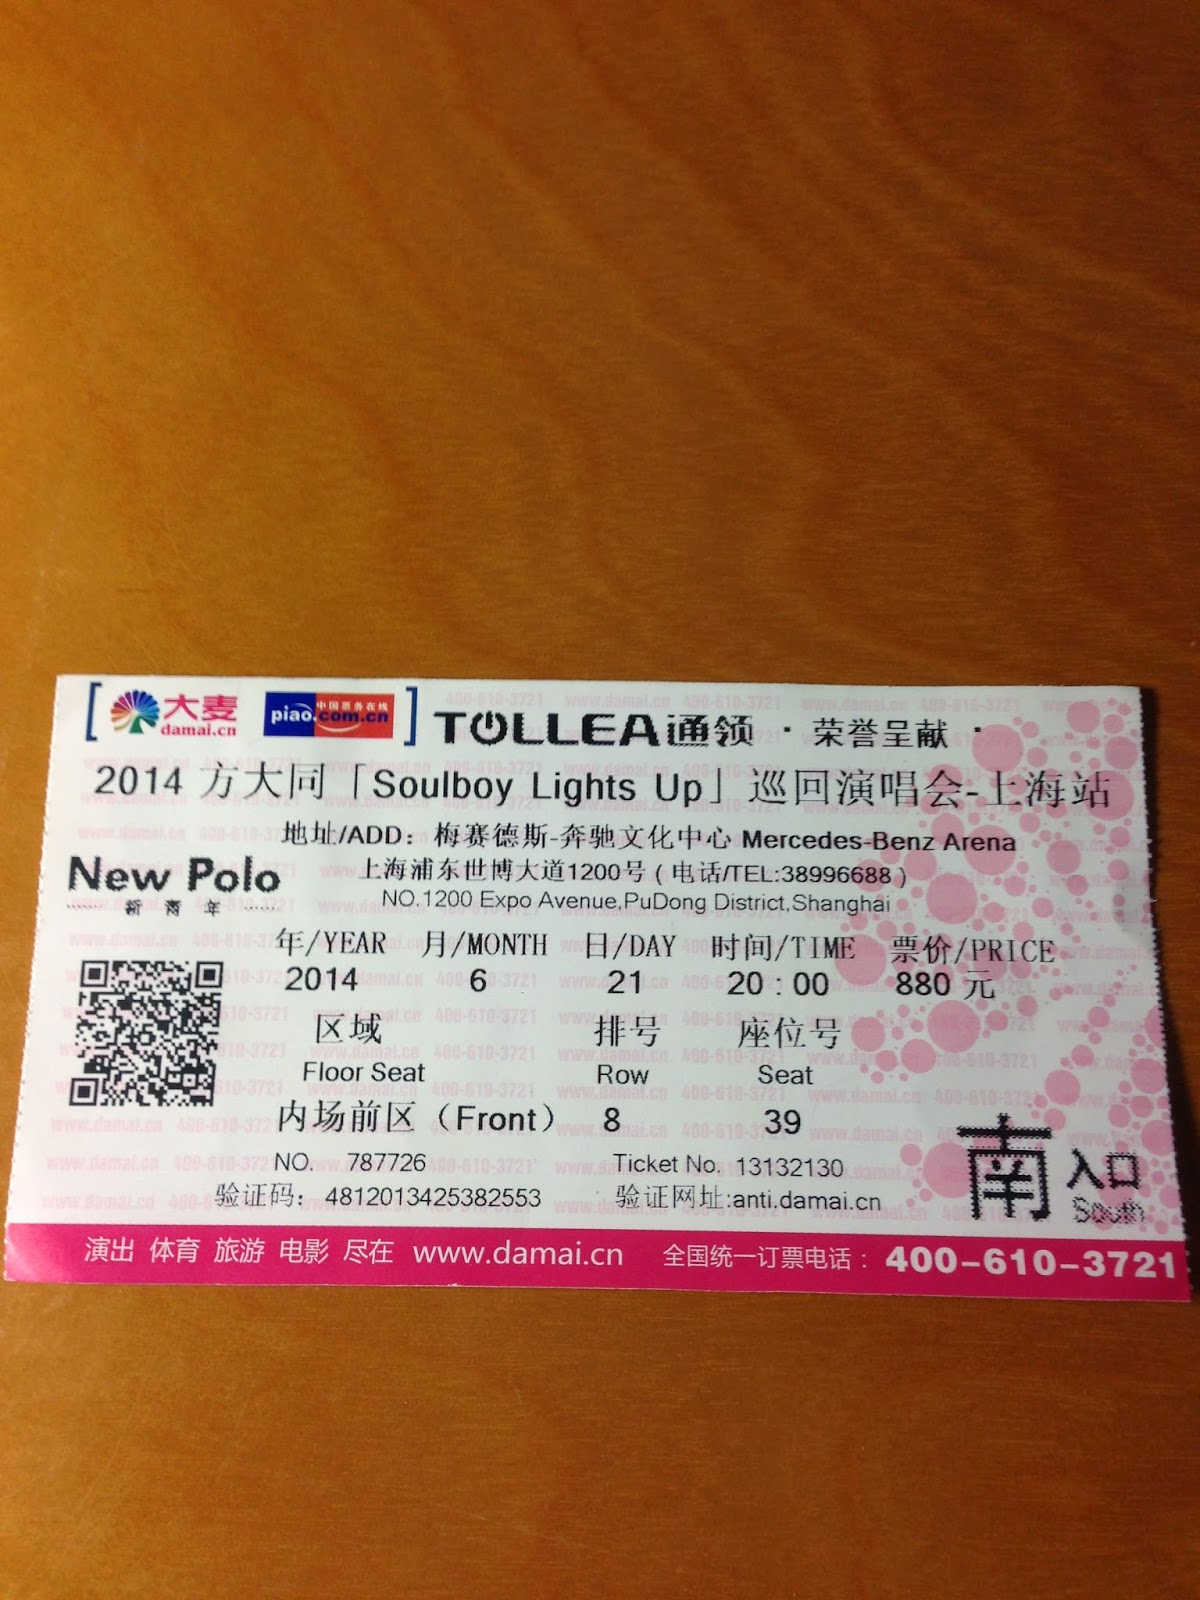 大麦 damai.cn piao.com.cn 中国票务在线 TOLLEA通领 · 荣誉呈献 ·
2014 方大同「Soulboy Lights Up」巡回演唱会-上海站
地址/ADD: 梅赛德斯-奔驰文化中心 Mercedes-Benz Arena
上海浦东世博大道1200号 ( 电话/TEL:38996688 )
NO.1200 Expo Avenue,PuDong District,Shanghai
New Polo
新 青 年
年/YEAR 月/MONTH 日/DAY 时间/TIME 票价/PRICE
2014 6 21 20 : 00 880 元
区域 排号 座位号
Floor Seat Row Seat
内场前区（Front） 8 39
NO. 787726 Ticket No. 13132130
验证码: 4812013425382553 验证网址:anti.damai.cn
南 入口
South
演出 体育 旅游 电影 尽在 www.damai.cn 全国统一订票电话： 400-610-3721